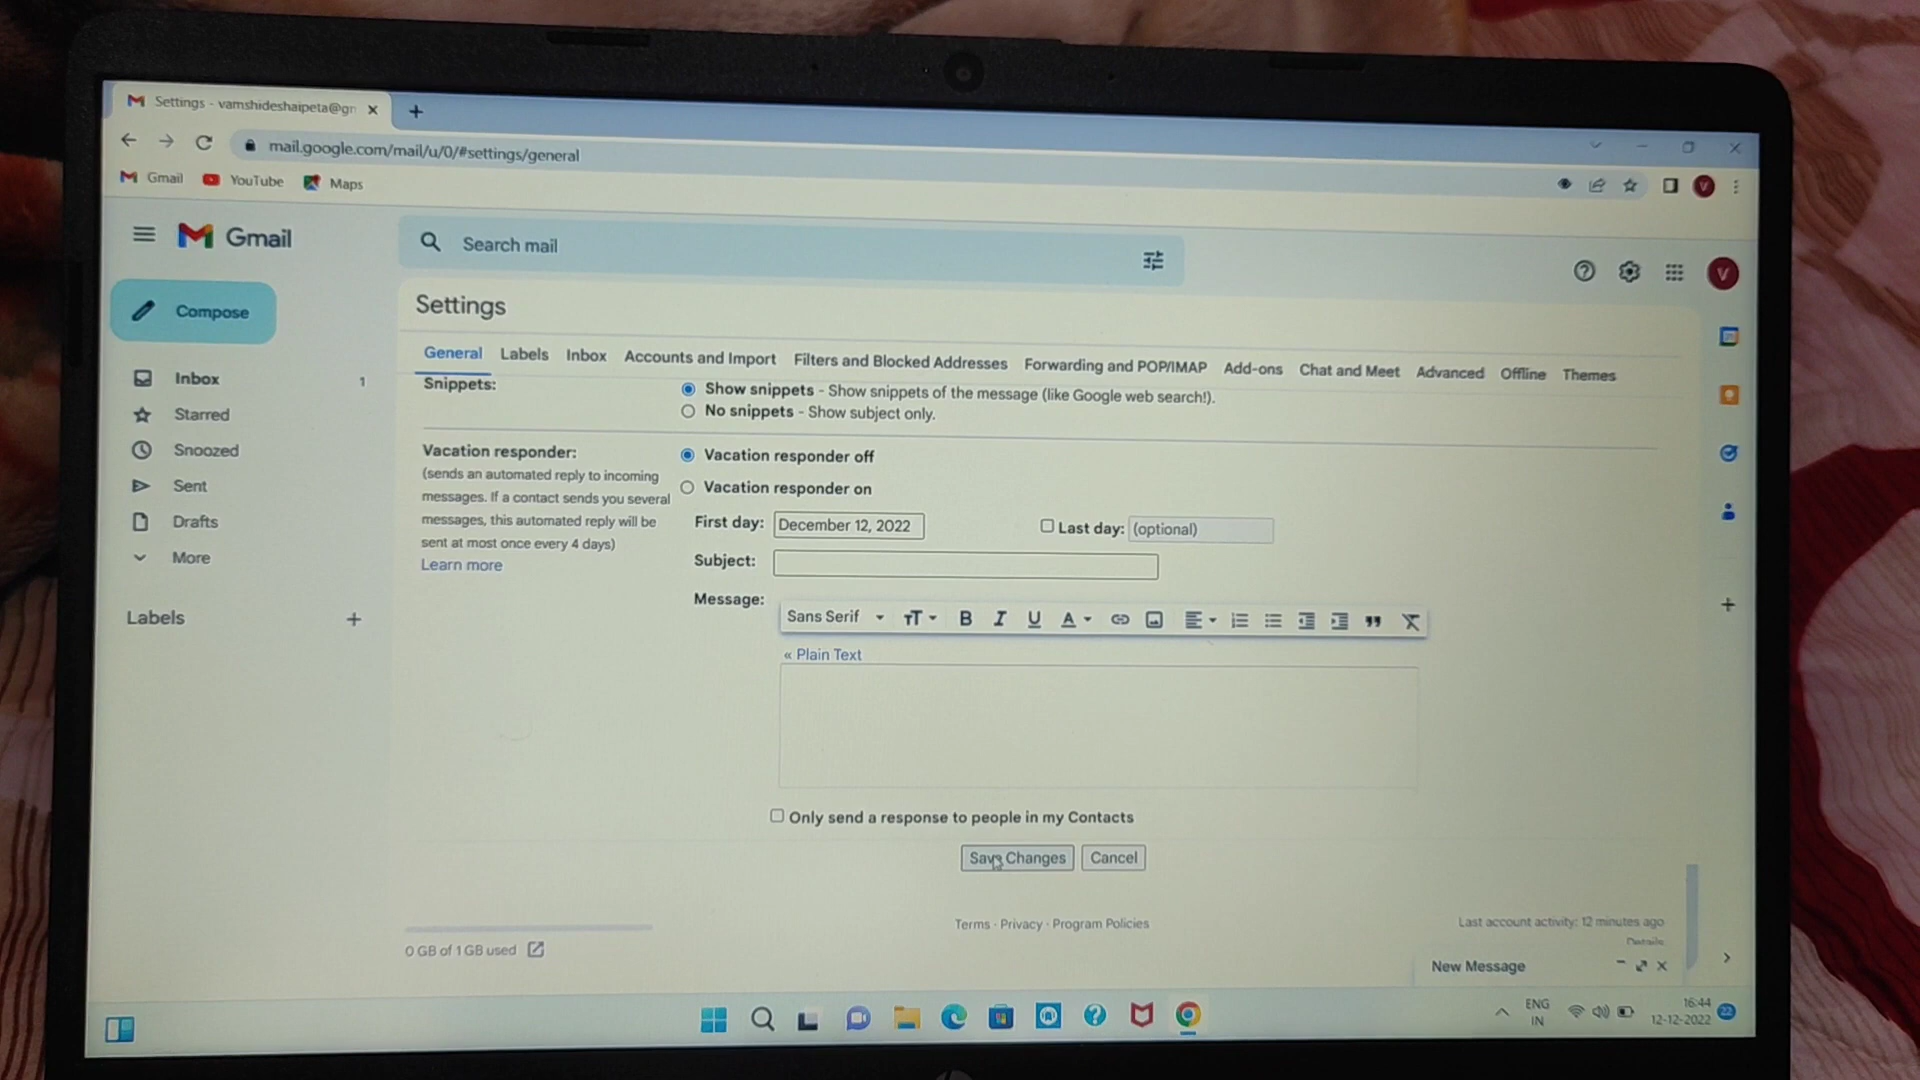 Settings - vamshideshaipeta@gr
mail.google.com/mail/u/0/#settings/general
Gmail YouTube Maps
V
Gmail
Search mail
V
Compose
Settings
General Labels Inbox Accounts and Import Filters and Blocked Addresses Forwarding and POP/IMAP Add-ons Chat and Meet Advanced Offline Themes
Inbox 1
Starred
Snoozed
Sent
Drafts
More
Labels +
Snippets:
Show snippets - Show snippets of the message (like Google web search!).
No snippets - Show subject only.
Vacation responder:
(sends an automated reply to incoming
messages. If a contact sends you several
messages, this automated reply will be
sent at most once every 4 days)
Learn more
Vacation responder off
Vacation responder on
First day: December 12, 2022 Last day: (optional)
Subject:
Message:
Sans Serif
« Plain Text
Only send a response to people in my Contacts
Save Changes Cancel
0 GB of 1 GB used
Terms · Privacy · Program Policies
Last account activity: 12 minutes ago
Details
New Message
ENG
IN
16:44
12-12-2022
22